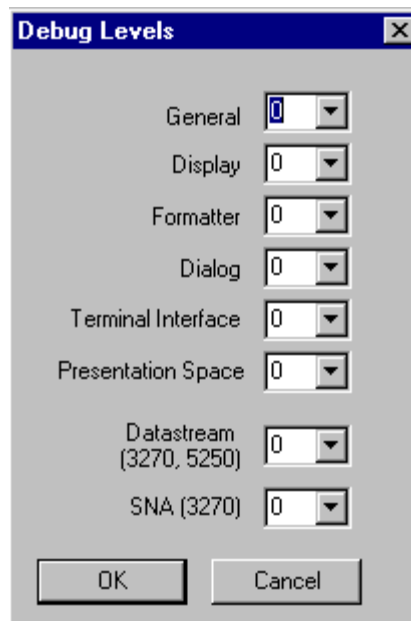 Debug Levels
General 0
Display 0
Formatter 0
Dialog 0
Terminal Interface 0
Presentation Space 0
Datastream
(3270, 5250) 0
SNA (3270) 0
OK Cancel